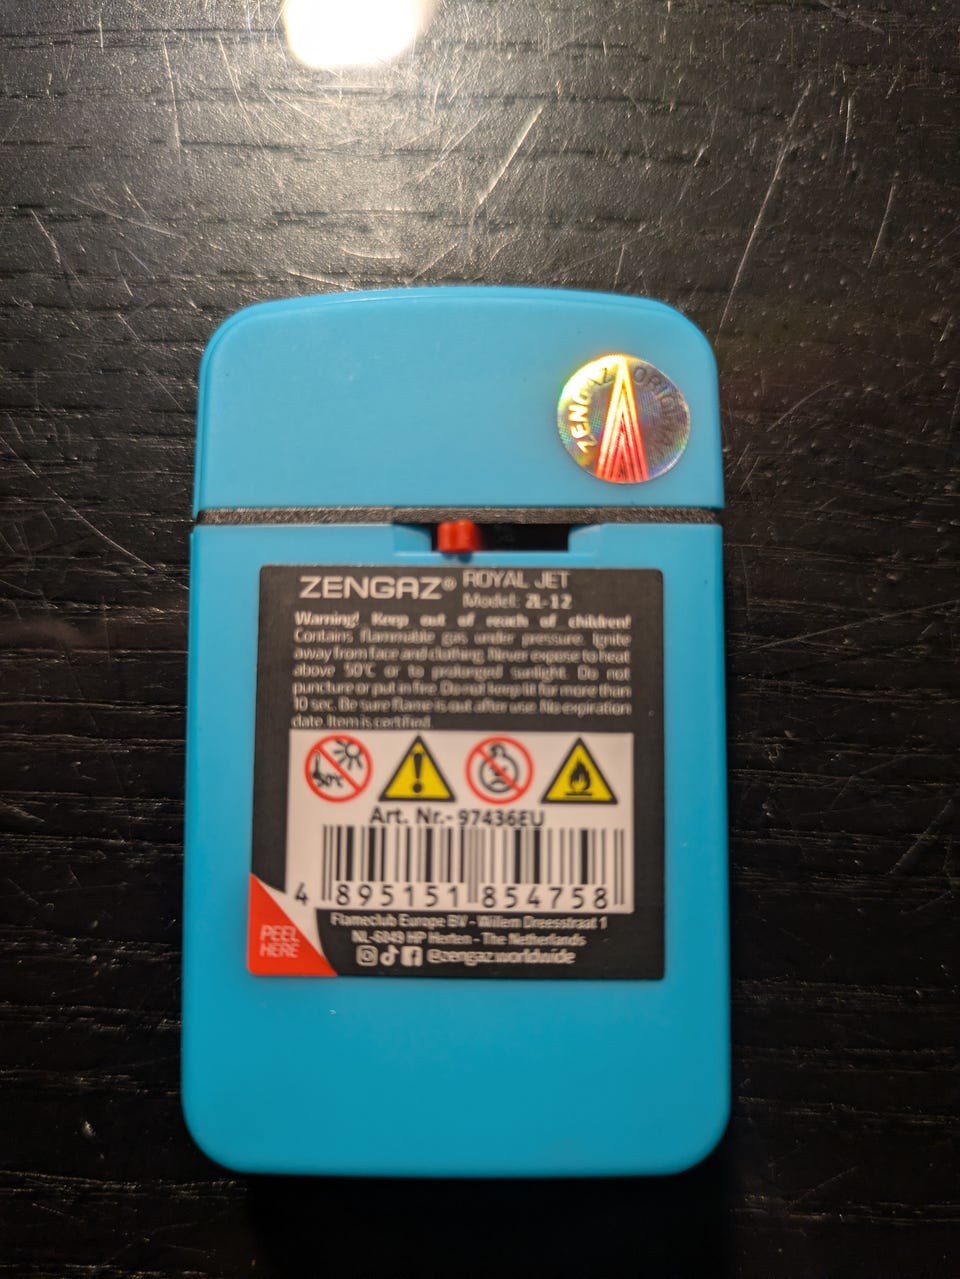 ZENGAZ ORIGINAL
ZENGAZ® ROYAL JET
Model: ZL-12
Warning! Keep out of reach of children!
Contains flammable gas under pressure. Ignite
away from face and clothing. Never expose to heat
above 50°C or to prolonged sunlight. Do not
puncture or put in fire. Do not keep lit for more than
10 sec. Be sure flame is out after use. No expiration
date. Item is certified.
50°C
Art. Nr.- 97436EU
4 895151 854758
PEEL
HERE
Flameclub Europe BV - Willem Dreesstraat 1
NL-6049 HP Herten - The Netherlands
@zengaz.worldwide